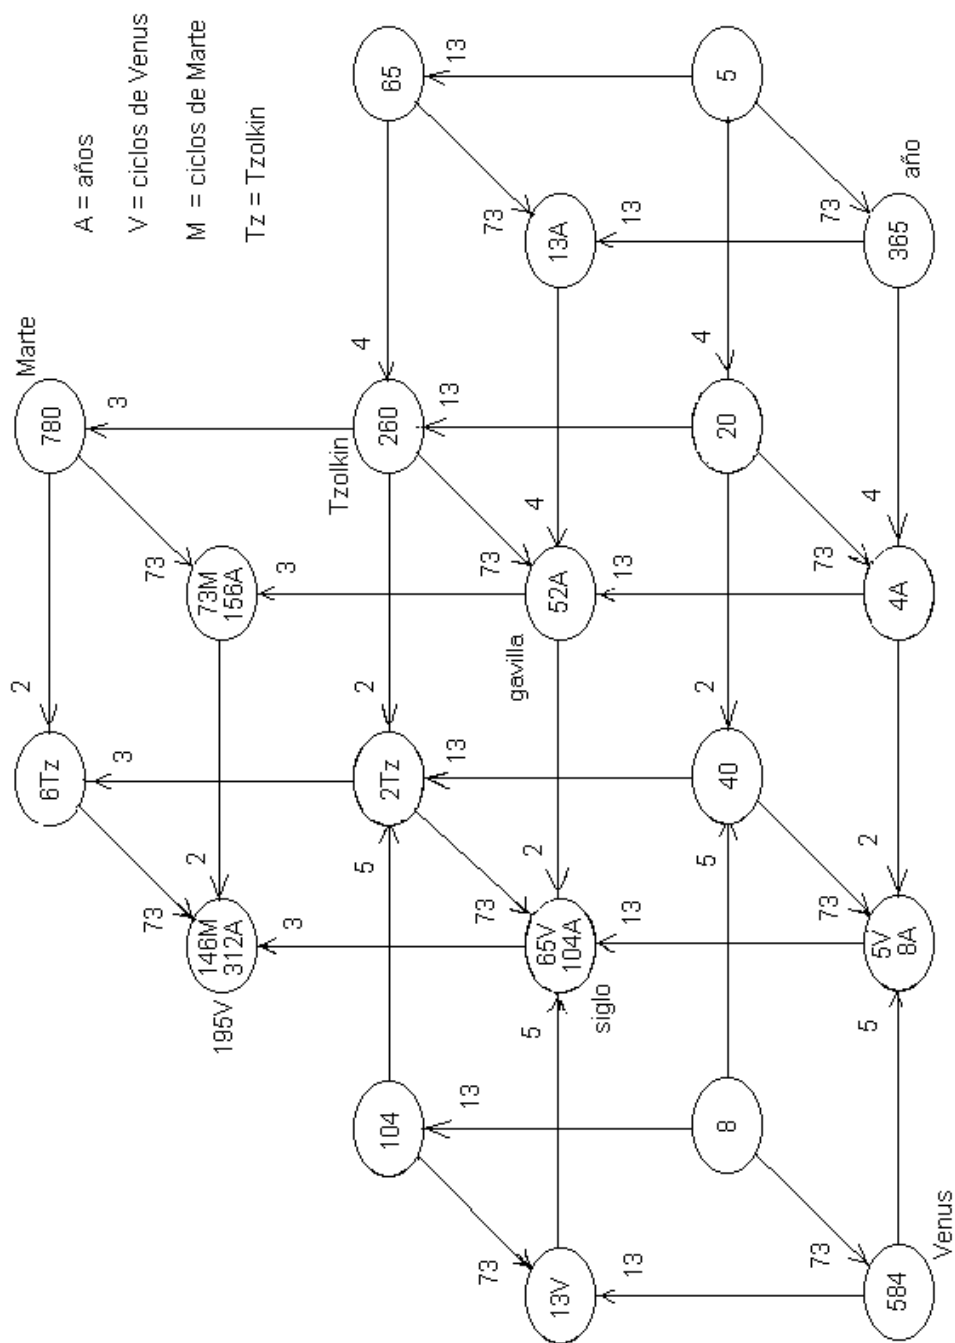 2
Marte
6Tz
780
A = años
3
3
V = ciclos de Venus
73
73
M = ciclos de Marte
2
195V
146M
312A
73M
156A
Tz = Tzolkin
3
3
Tzolkin
5
2
4
104
2Tz
260
65
13
13
13
13
73
73
73
73
gavilla
5
2
4
13V
65V
104A
52A
13A
siglo
13
13
13
13
5
2
4
8
40
20
5
73
73
73
73
5
2
4
584
5V
8A
4A
365
año
Venus